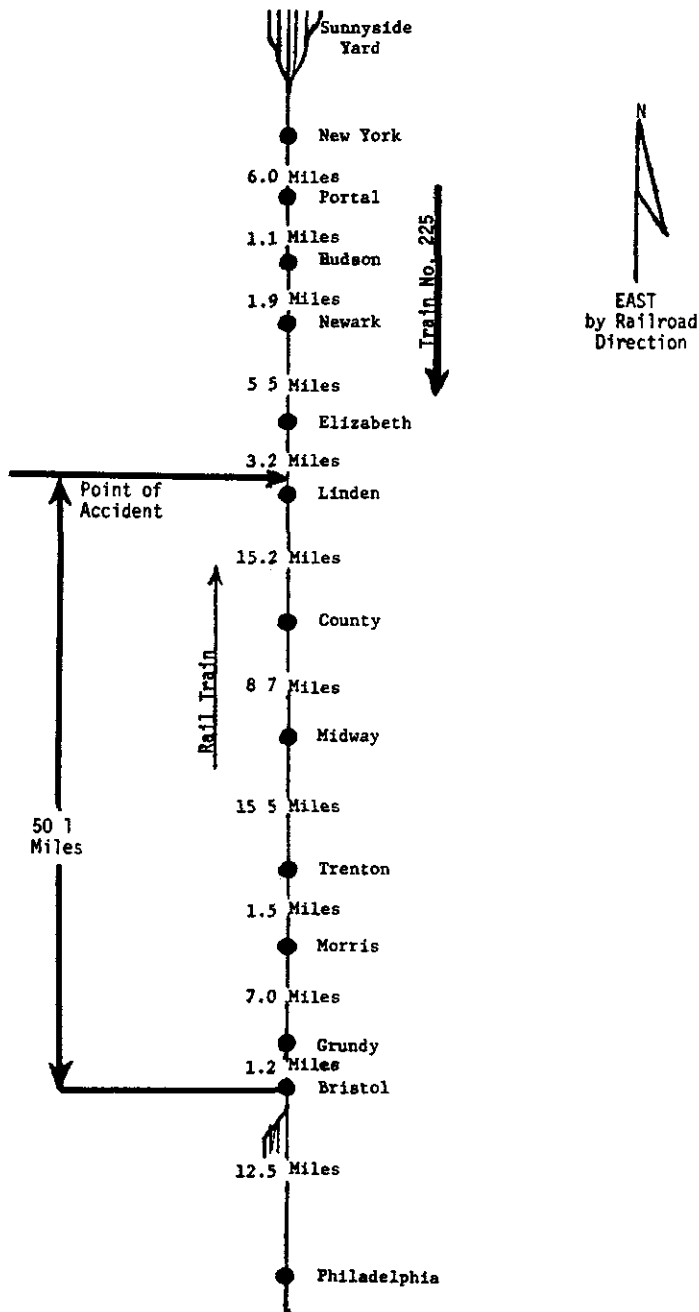 Sunnyside
Yard
New York
6.0 Miles
Portal
1.1 Miles
Hudson
1.9 Miles
Newark
5 5 Miles
Elizabeth
3.2 Miles
Linden
15.2 Miles
County
8 7 Miles
Midway
15 5 Miles
Trenton
1.5 Miles
Morris
7.0 Miles
Grundy
1.2 Miles
Bristol
12.5 Miles
Philadelphia
Train No. 225
N
EAST
by Railroad
Direction
Point of
Accident
Rail Train
50 1
Miles